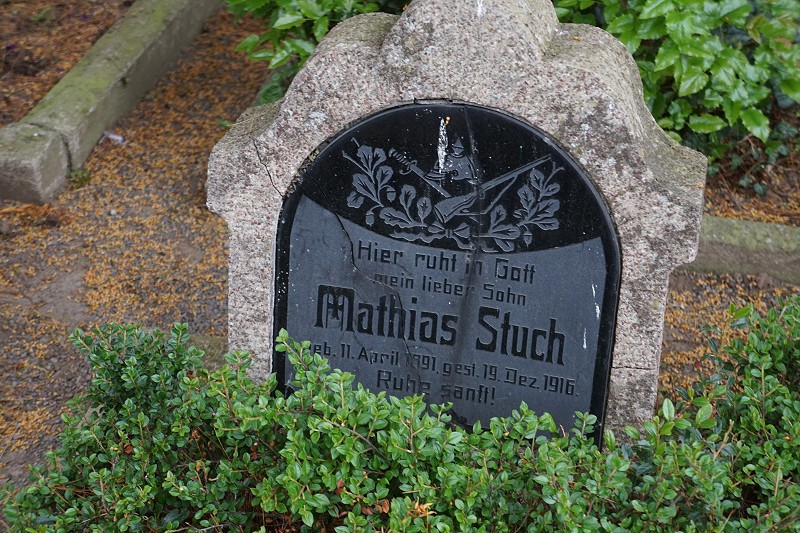 Hier ruht in Gott
mein lieber Sohn
Mathias Stuch
Geb. 11. April 1891, gest. 19. Dez. 1916.
Ruhe sanft!